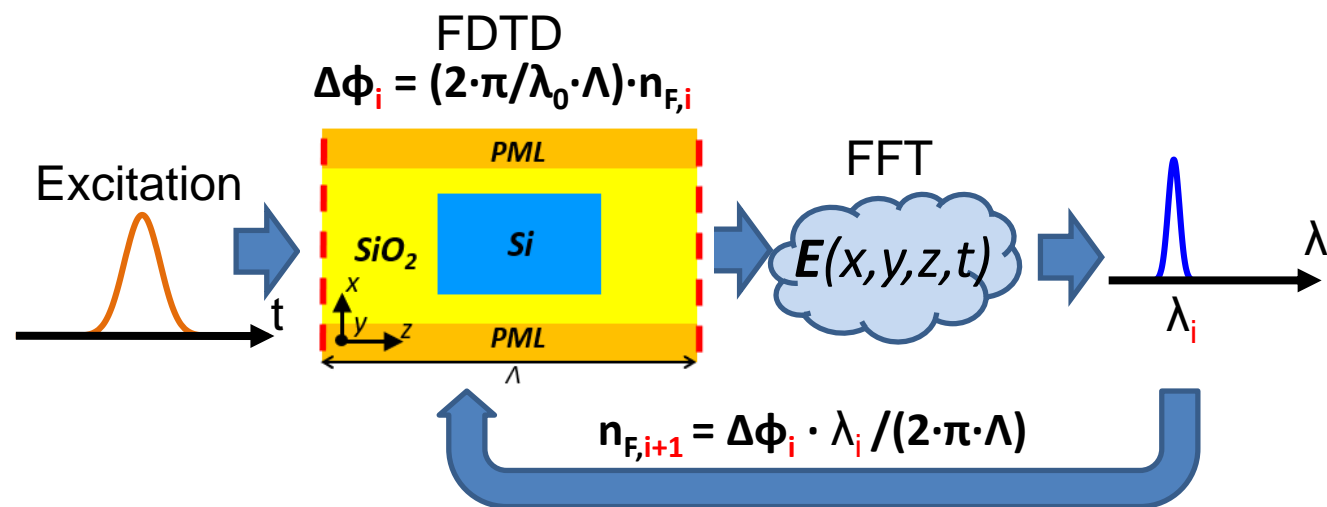 FDTD
Δϕi = (2·π/λ0·Λ)·nF,i
PML
Excitation
FFT
SiO2
Si
E(x,y,z,t)
λ
x
t
y
z
PML
λi
Λ
nF,i+1 = Δϕi · λi /(2·π·Λ)